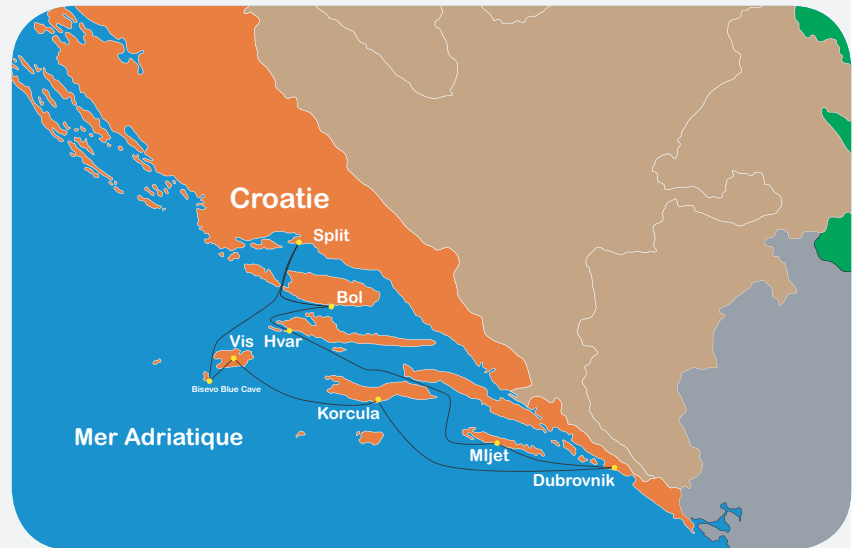 Croatie
Split
Bol
Vis
Hvar
Bisevo Blue Cave
Korcula
Mer Adriatique
Mljet
Dubrovnik